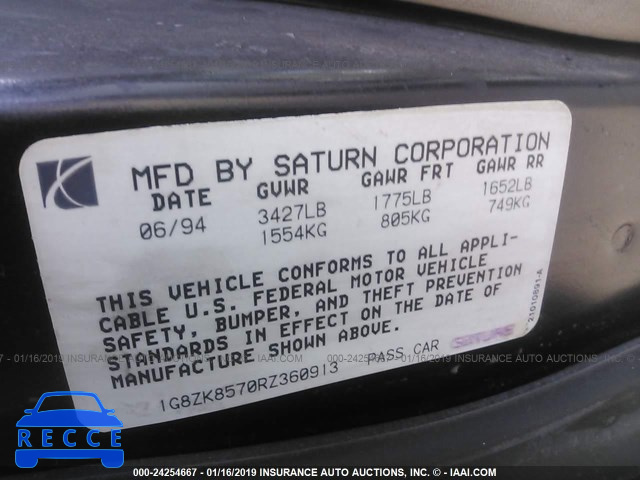 MFD BY SATURN CORPORATION
DATE GVWR GAWR FRT GAWR RR
06/94 3427LB 1775LB 1652LB
1554KG 805KG 749KG
THIS VEHICLE CONFORMS TO ALL APPLI-
CABLE U.S. FEDERAL MOTOR VEHICLE
SAFETY, BUMPER, AND THEFT PREVENTION
STANDARDS IN EFFECT ON THE DATE OF
MANUFACTURE SHOWN ABOVE.
PASS CAR
1G8ZK8570RZ360913
21010891-A
RECCE
000-24254667 - 01/16/2019 INSURANCE AUTO AUCTIONS, INC. - © IAAI.COM